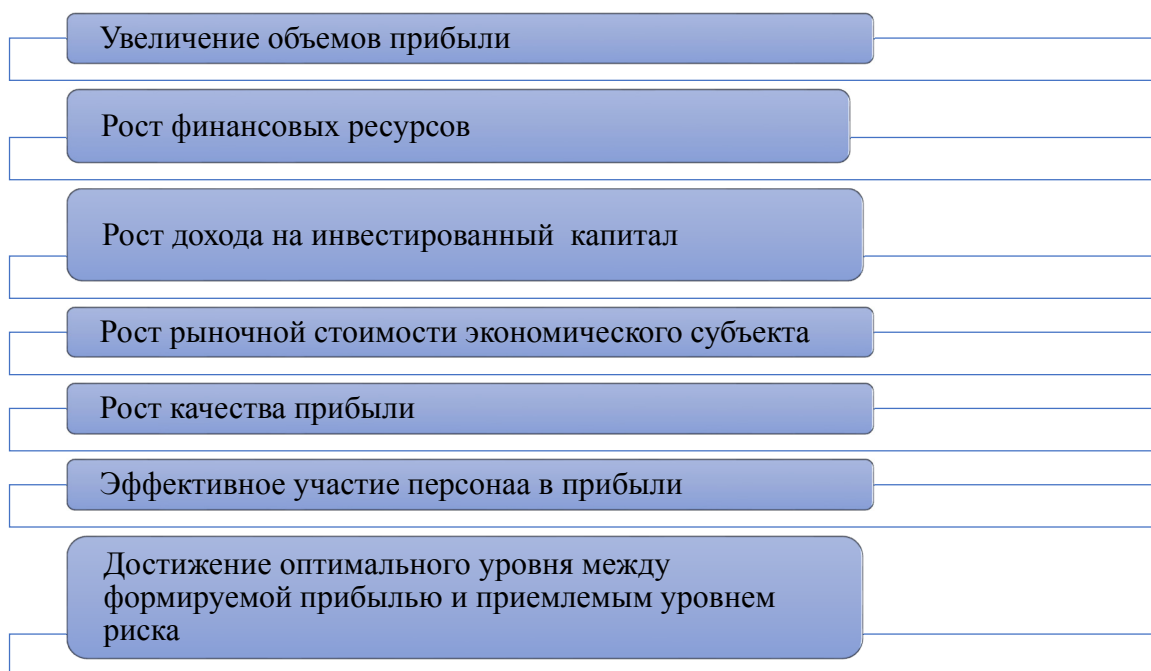 Увеличение объемов прибыли
Рост финансовых ресурсов
Рост дохода на инвестированный  капитал
Рост рыночной стоимости экономического субъекта
Рост качества прибыли
Эффективное участие персонаа в прибыли
Достижение оптимального уровня между
формируемой прибылью и приемлемым уровнем
риска